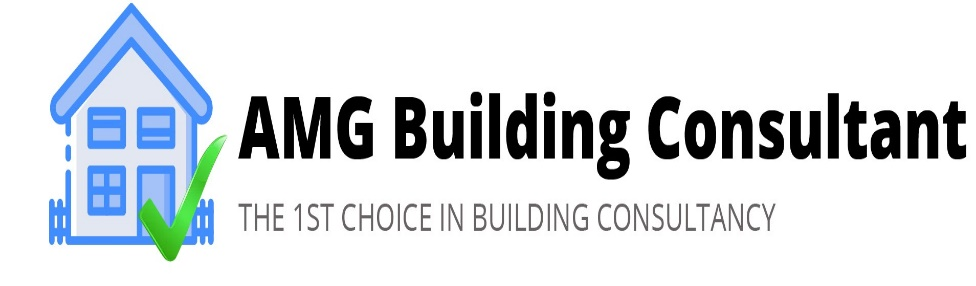 AMG Building Consultant
THE 1ST CHOICE IN BUILDING CONSULTANCY